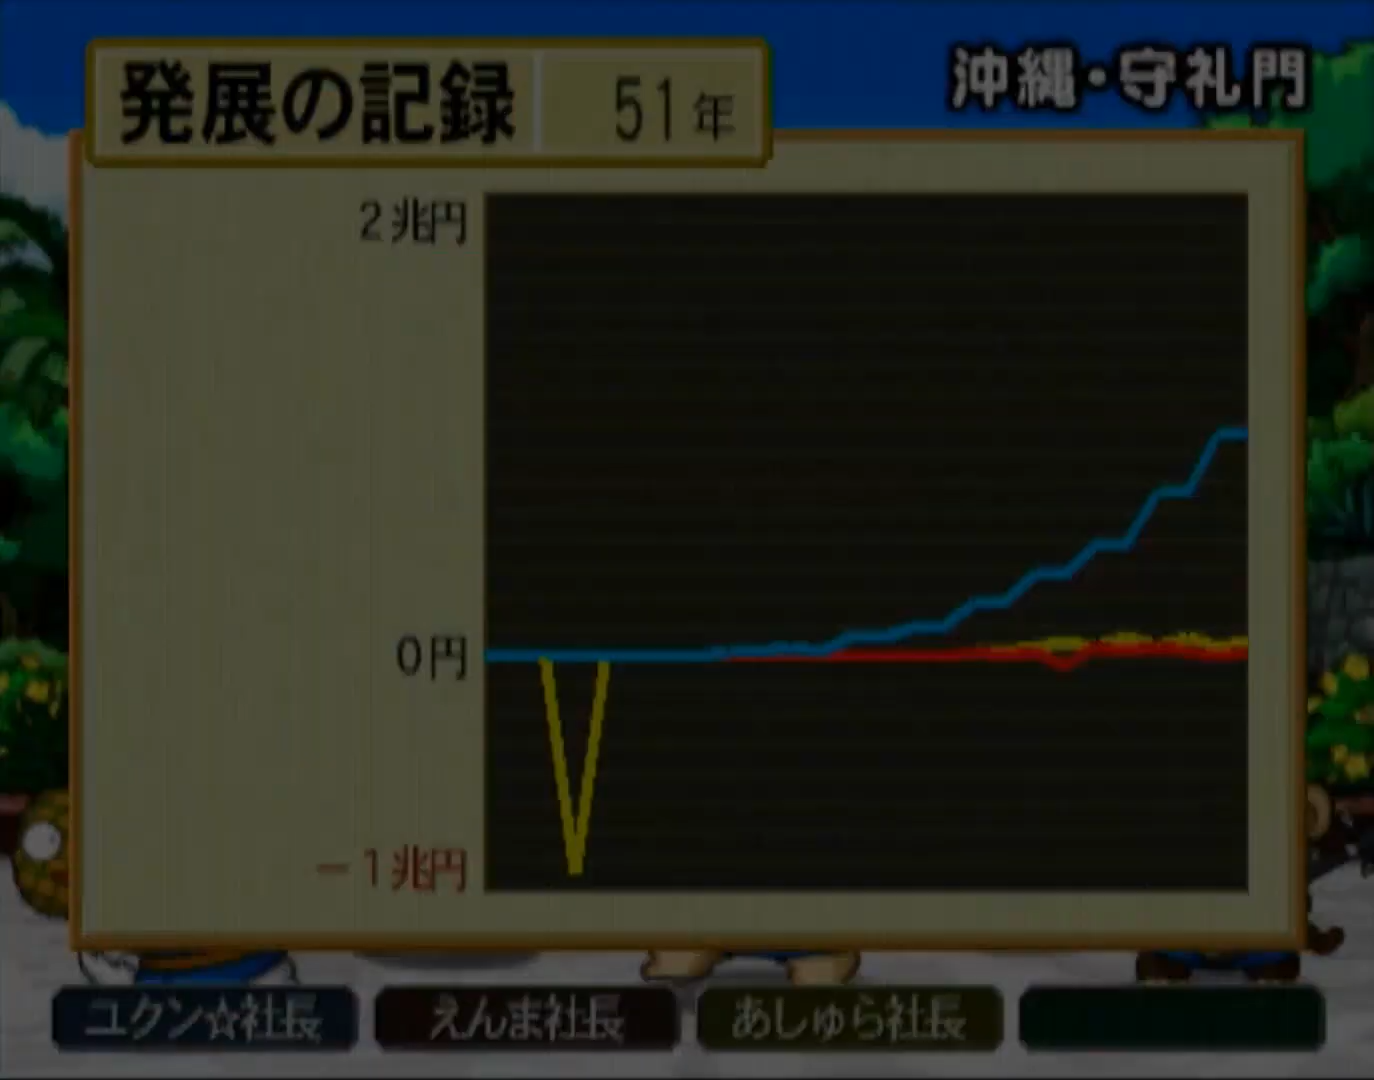 発展の記録 51年
沖縄・守礼門
2兆円
0円
－1兆円
ユクン☆社長 えんま社長 あしゅら社長